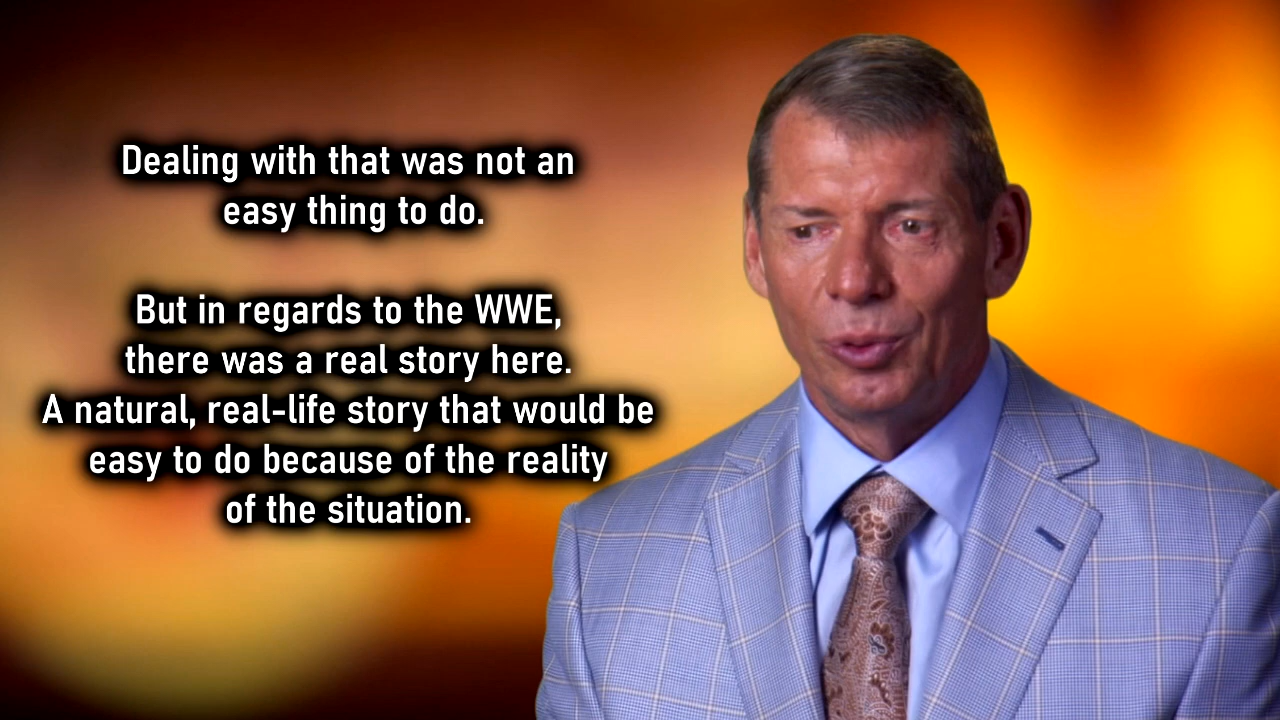 Dealing with that was not an
easy thing to do.
But in regards to the WWE,
there was a real story here.
A natural, real-life story that would be
easy to do because of the reality
of the situation.